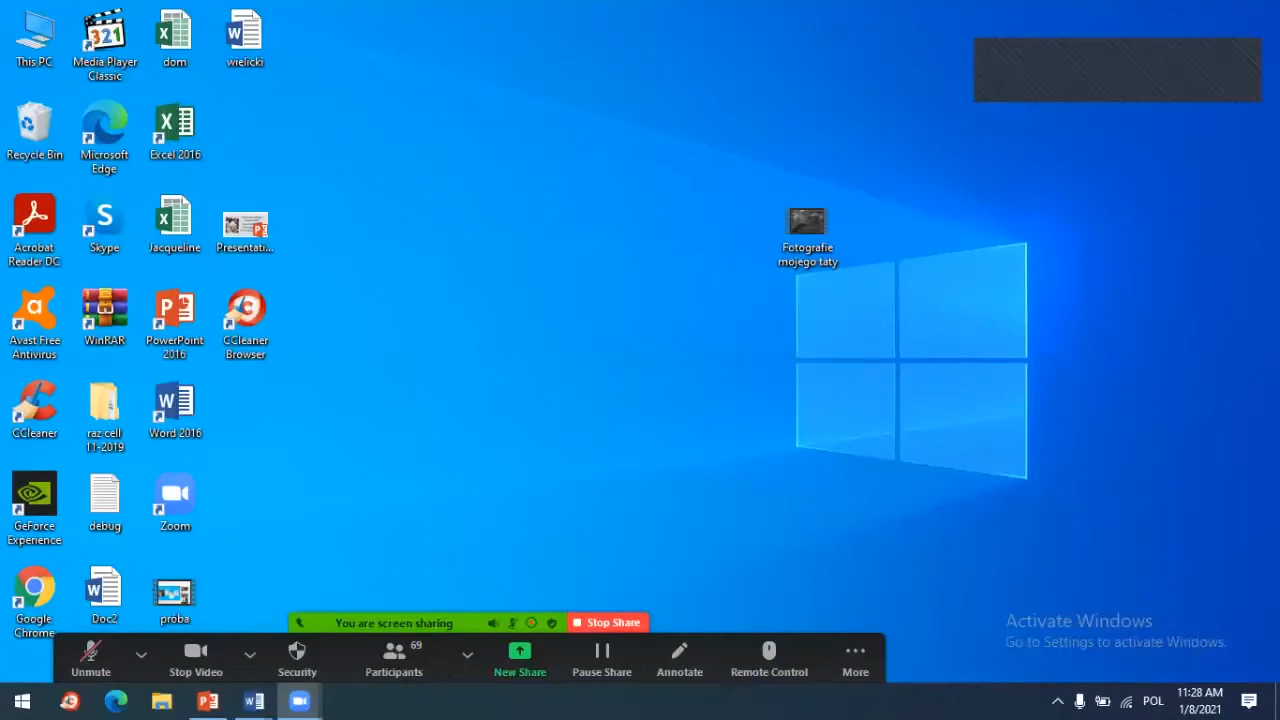 This PC
Media Player
Classic
dom
wielicki
Recycle Bin
Microsoft
Edge
Excel 2016
Acrobat
Reader DC
Skype
Jacqueline
Presentati...
Fotografie
mojego taty
Avast Free
Antivirus
WinRAR
PowerPoint
2016
CCleaner
Browser
CCleaner
raz cell
11-2019
Word 2016
GeForce
Experience
debug
Zoom
Google
Chrome
Doc2
próba
You are screen sharing
Stop Share
Activate Windows
Go to Settings to activate Windows.
Unmute
Stop Video
Security
Participants
69
New Share
Pause Share
Annotate
Remote Control
More
POL
11:28 AM
1/8/2021